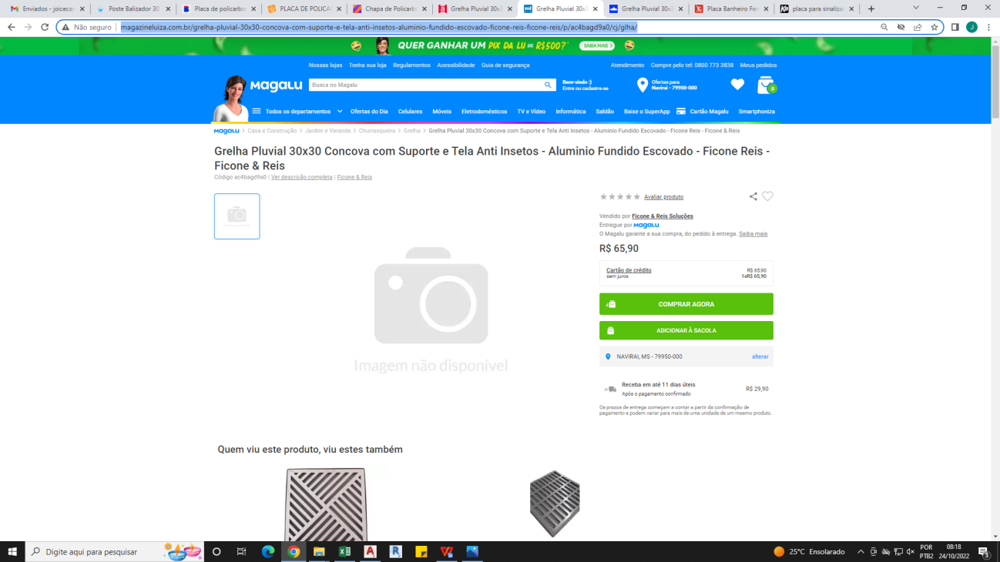 Enviados - joicecar
Poste Balizador 30
Placa de policarbo
PLACA DE POLICAR
Chapa de Policarbo
Grelha Pluvial 30x3
Grelha Pluvial 30x3
Grelha Pluvial 30x3
Placa Banheiro Fem
placa para sinalizac
Não seguro
magazineluiza.com.br/grelha-pluvial-30x30-concova-com-suporte-e-tela-anti-insetos-aluminio-fundido-escovado-ficone-reis-ficone-reis/p/ac4bagd9a0/cj/glha/
QUER GANHAR UM PIX DA LU DE R$500?*
SAIBA MAIS >
Nossas lojas Tenha sua loja Regulamentos Acessibilidade Guia de segurança
Atendimento Compre pelo tel: 0800 773 3838 Meus pedidos
Magalu
Busca no Magalu
Bem-vindo :)
Entre ou cadastre-se
Ofertas para
Navirai - 79950-000
0
Todos os departamentos Ofertas do Dia Celulares Móveis Eletrodomésticos TV e Vídeo Informática Saldão Baixe o SuperApp Cartão Magalu Smartphoniza
Magalu > Casa e Construção > Jardim e Varanda > Churrasqueira > Grelha > Grelha Pluvial 30x30 Concova com Suporte e Tela Anti Insetos - Aluminio Fundido Escovado - Ficone Reis - Ficone & Reis
Grelha Pluvial 30x30 Concova com Suporte e Tela Anti Insetos - Aluminio Fundido Escovado - Ficone Reis -
Ficone & Reis
Código ac4bagd9a0 | Ver descrição completa | Ficone & Reis
Avaliar produto
Vendido por Ficone & Reis Soluções
Entregue por Magalu
O Magalu garante a sua compra, do pedido à entrega. Saiba mais
R$ 65,90
Cartão de crédito R$ 65,90
sem juros 1xR$ 65,90
COMPRAR AGORA
ADICIONAR À SACOLA
NAVIRAI, MS - 79950-000 alterar
Receba em até 11 dias úteis
Após o pagamento confirmado
R$ 29,90
Os prazos de entrega começam a contar a partir da confirmação de
pagamento e podem variar para mais de uma unidade de um mesmo produto.
Imagem não disponível
Quem viu este produto, viu estes também
Digite aqui para pesquisar
25°C Ensolarado
POR
PTB2
08:18
24/10/2022
3